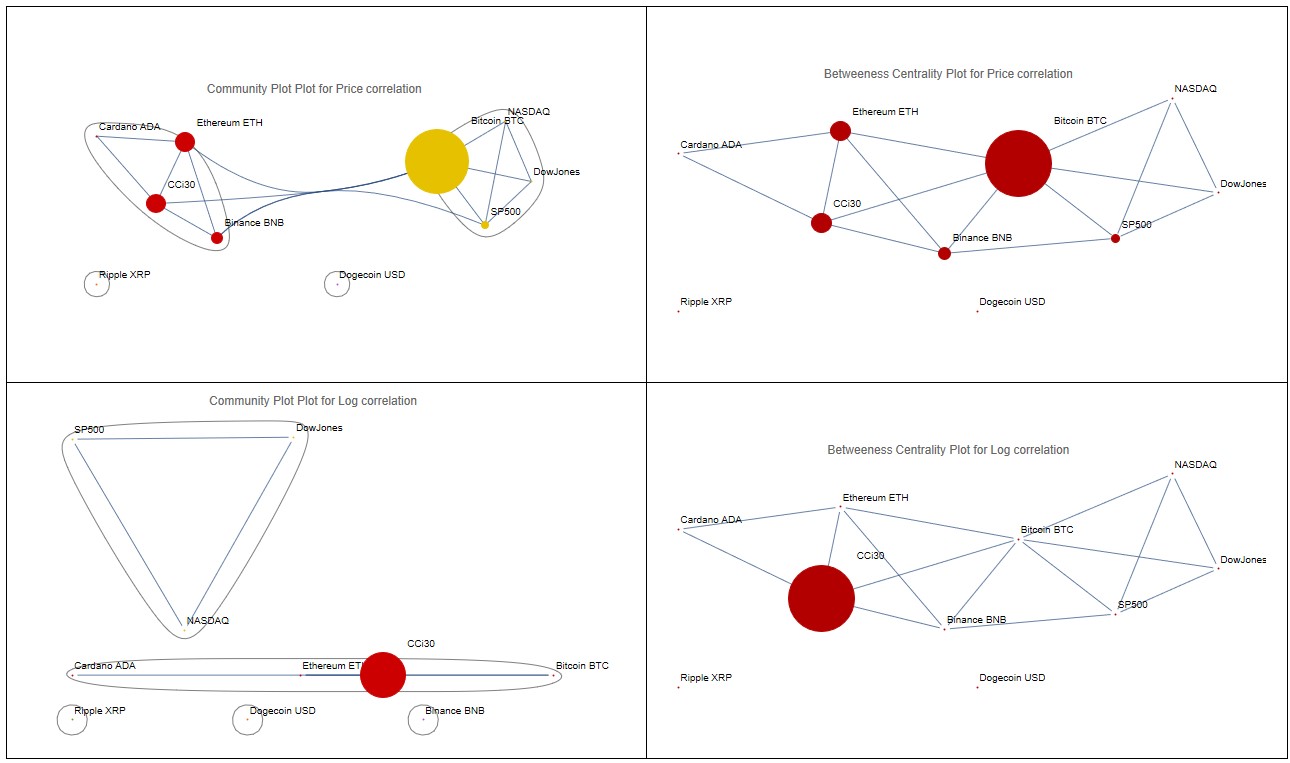 Community Plot Plot for Price correlation
NASDAQ
Bitcoin BTC
Ethereum ETH
Cardano ADA
DowJones
CCi30
SP500
Binance BNB
Ripple XRP
Dogecoin USD
Betweeness Centrality Plot for Price correlation
NASDAQ
Ethereum ETH
Bitcoin BTC
Cardano ADA
DowJones
CCi30
SP500
Binance BNB
Ripple XRP
Dogecoin USD
Community Plot Plot for Log correlation
SP500
DowJones
NASDAQ
CCi30
Cardano ADA
Ethereum ETH
Bitcoin BTC
Ripple XRP
Dogecoin USD
Binance BNB
Betweeness Centrality Plot for Log correlation
NASDAQ
Ethereum ETH
Cardano ADA
Bitcoin BTC
CCi30
DowJones
SP500
Binance BNB
Ripple XRP
Dogecoin USD